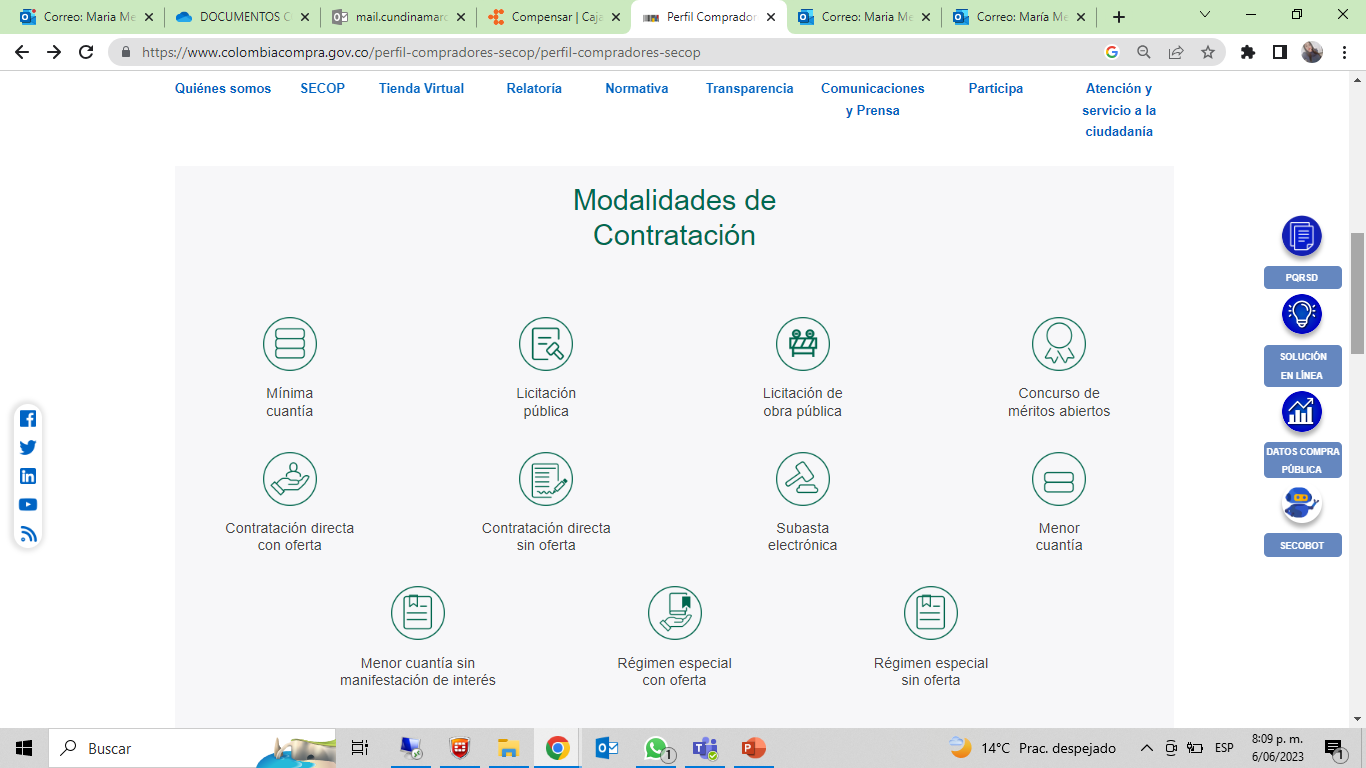 Correo: Maria Me
DOCUMENTOS C
mail.cundinamarc
Compensar | Caja
Perfil Comprador
Correo: Maria Me
Correo: María Me
https://www.colombiacompra.gov.co/perfil-compradores-secop/perfil-compradores-secop
Quiénes somos
SECOP
Tienda Virtual
Relatoría
Normativa
Transparencia
Comunicaciones
y Prensa
Participa
Atención y
servicio a la
ciudadanía
Modalidades de
Contratación
Mínima
cuantía
Licitación
pública
Licitación de
obra pública
Concurso de
méritos abiertos
Contratación directa
con oferta
Contratación directa
sin oferta
Subasta
electrónica
Menor
cuantía
Menor cuantía sin
manifestación de interés
Régimen especial
con oferta
Régimen especial
sin oferta
PQRSD
SOLUCIÓN
EN LÍNEA
DATOS COMPRA
PÚBLICA
SECOBOT
Buscar
1
14°C Prac. despejado
ESP
8:09 p. m.
6/06/2023
1